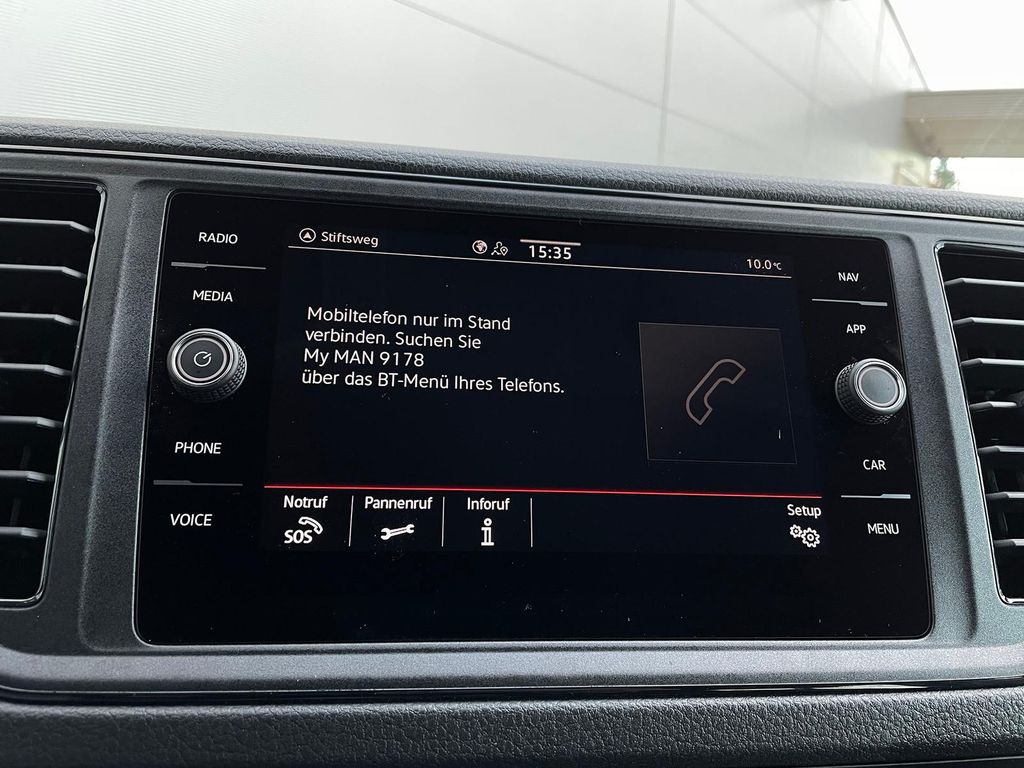 RADIO
MEDIA
PHONE
VOICE
Stiftsweg
15:35
10.0°C
Mobiltelefon nur im Stand
verbinden. Suchen Sie
My MAN 9178
über das BT-Menü Ihres Telefons.
Notruf
SOS
Pannenruf
Inforuf
Setup
NAV
APP
CAR
MENU